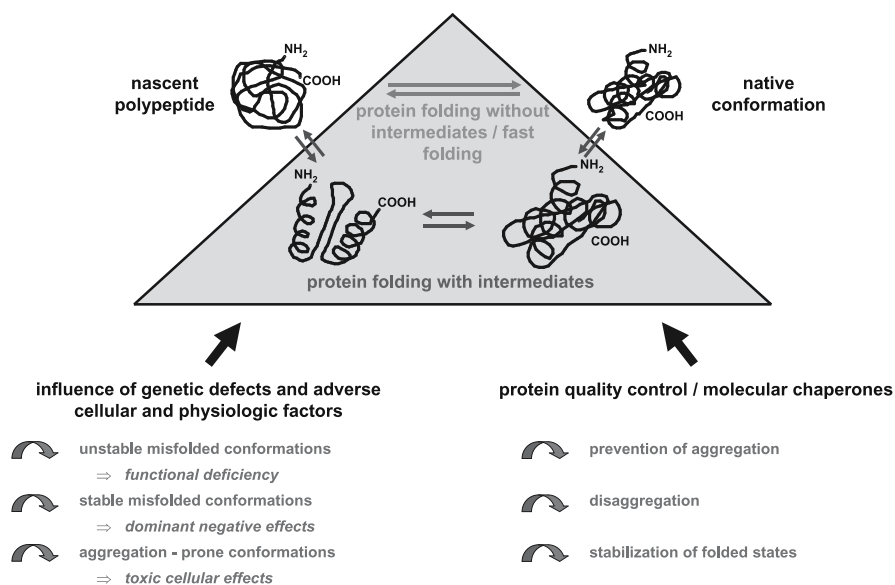 NH2
COOH
nascent
polypeptide
NH2
COOH
native
conformation
protein folding without
intermediates / fast
folding
NH2
COOH
NH2
COOH
protein folding with intermediates
influence of genetic defects and adverse
cellular and physiologic factors
unstable misfolded conformations
⇒ functional deficiency
stable misfolded conformations
⇒ dominant negative effects
aggregation - prone conformations
⇒ toxic cellular effects
protein quality control / molecular chaperones
prevention of aggregation
disaggregation
stabilization of folded states